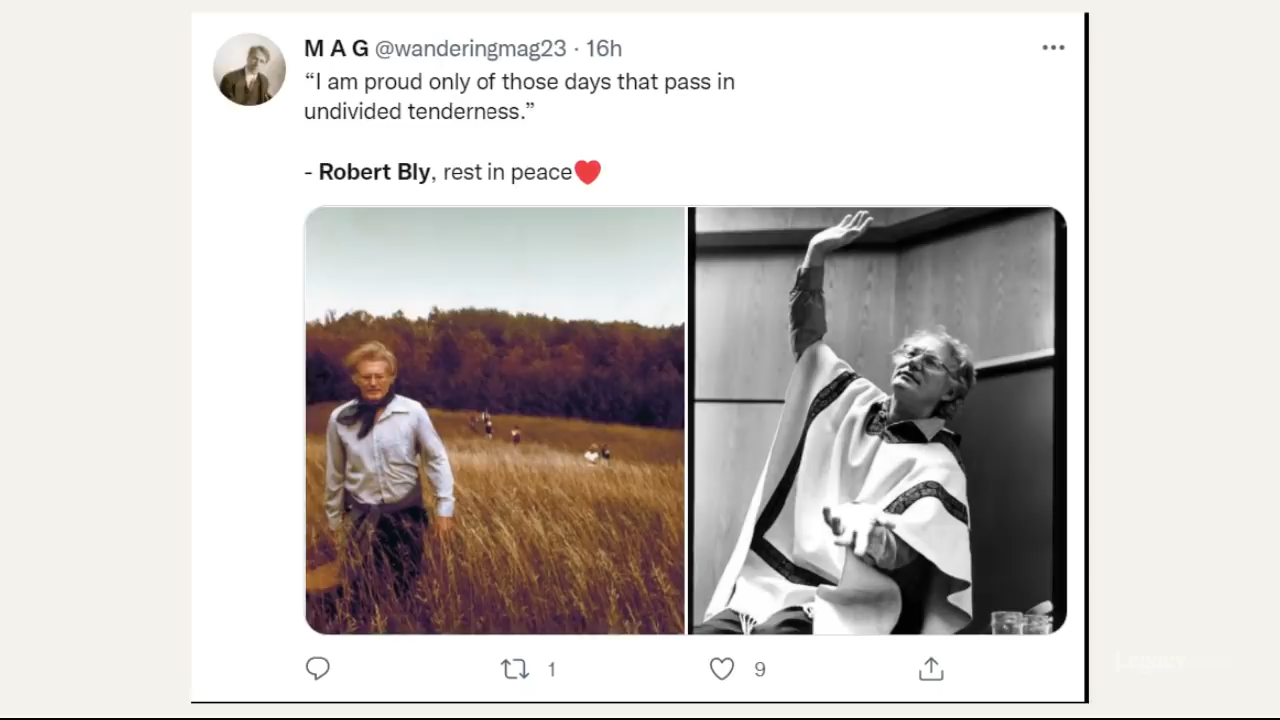 M A G @wanderingmag23 · 16h
“I am proud only of those days that pass in
undivided tenderness.”
- Robert Bly, rest in peace❤️
1
9
Legacy